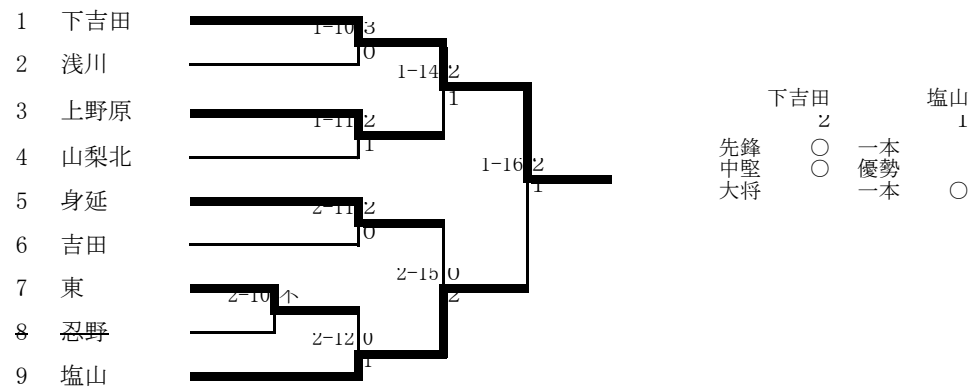 1 下吉田
1-10 3
0
2 浅川
1-14 2
1
3 上野原
1-11 2
1
4 山梨北
1-16 2
1
5 身延
2-11 2
0
6 吉田
2-15 0
2
7 東
2-10 不
8 忍野
2-12 0
1
9 塩山
下吉田 塩山
2 1
先鋒 ○ 一本
中堅 ○ 優勢
大将 一本 ○